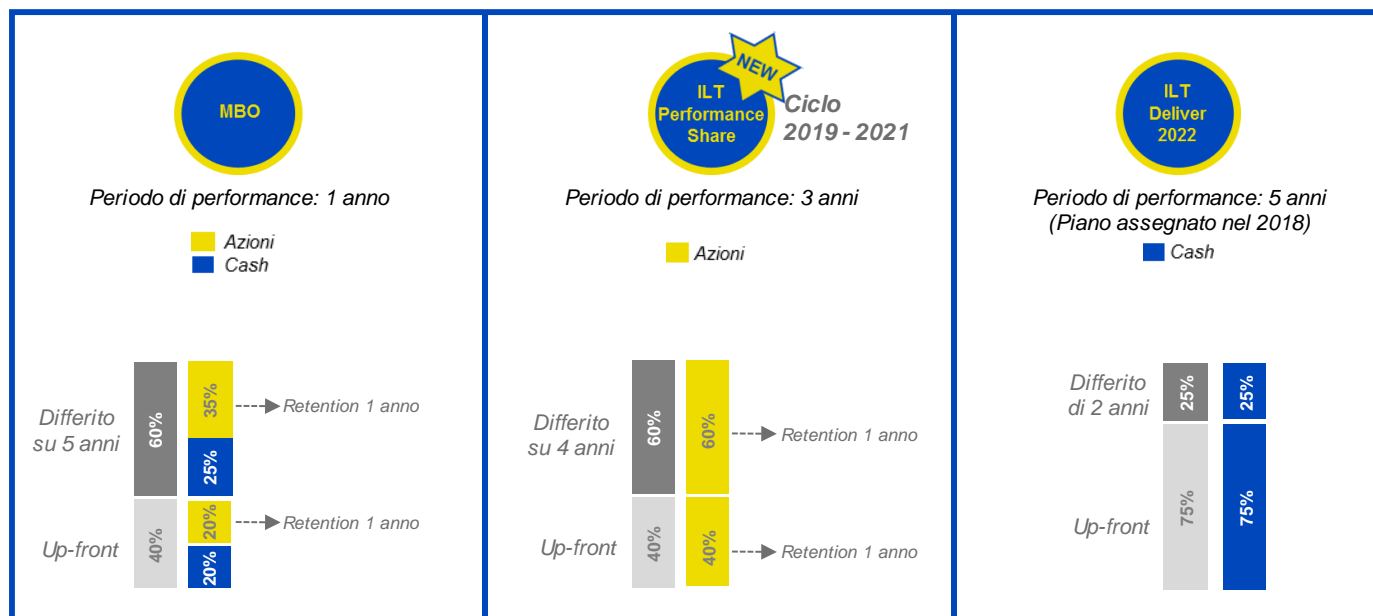 MBO
Periodo di performance: 1 anno
Azioni
Cash
Differito
su 5 anni
60%
35%
Retention 1 anno
25%
Up-front
40%
20%
Retention 1 anno
20%
NEW
ILT
Performance
Share
Ciclo
2019 - 2021
Periodo di performance: 3 anni
Azioni
Differito
su 4 anni
60%
60%
Retention 1 anno
Up-front
40%
40%
Retention 1 anno
ILT
Deliver
2022
Periodo di performance: 5 anni
(Piano assegnato nel 2018)
Cash
Differito
di 2 anni
25%
25%
Up-front
75%
75%